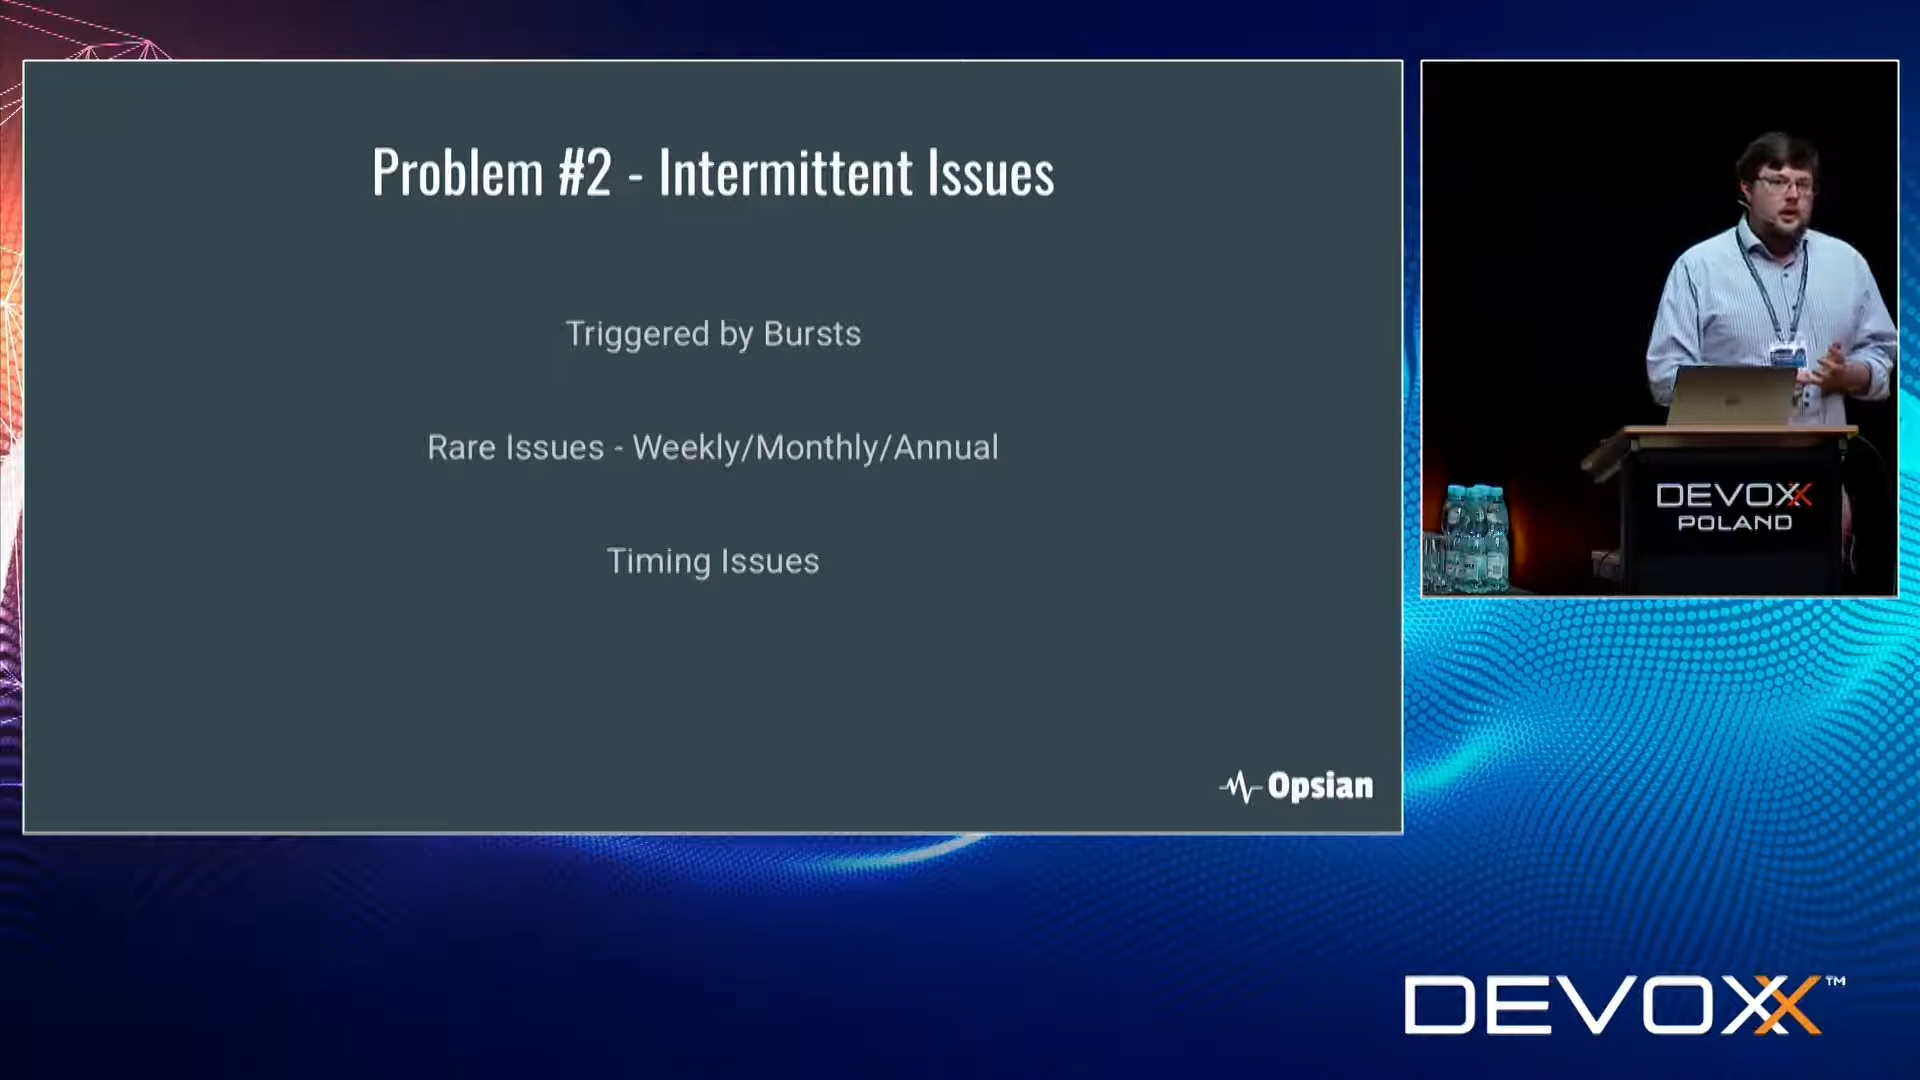 Problem #2 - Intermittent Issues
Triggered by Bursts
Rare Issues - Weekly/Monthly/Annual
Timing Issues
Opsian
DEVOXX
POLAND
DEVOXX™